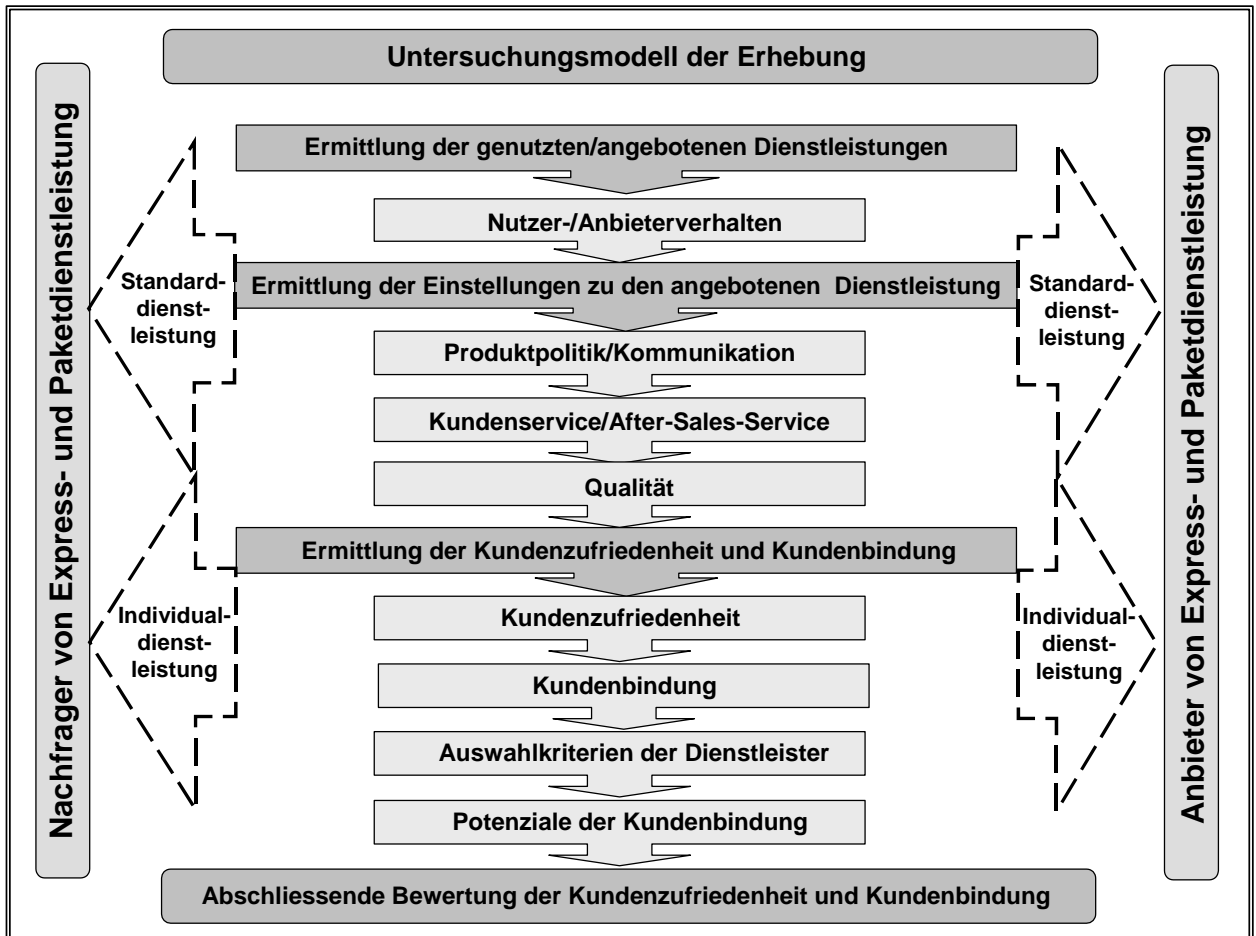 Untersuchungsmodell der Erhebung
Nachfrager von Express- und Paketdienstleistung
Ermittlung der genutzten/angebotenen Dienstleistungen
Nutzer-/Anbieterverhalten
Standard-
dienst-
leistung
Ermittlung der Einstellungen zu den angebotenen Dienstleistung
Standard-
dienst-
leistung
Produktpolitik/Kommunikation
Kundenservice/After-Sales-Service
Qualität
Ermittlung der Kundenzufriedenheit und Kundenbindung
Individual-
dienst-
leistung
Kundenzufriedenheit
Individual-
dienst-
leistung
Kundenbindung
Auswahlkriterien der Dienstleister
Potenziale der Kundenbindung
Abschliessende Bewertung der Kundenzufriedenheit und Kundenbindung
Anbieter von Express- und Paketdienstleistung